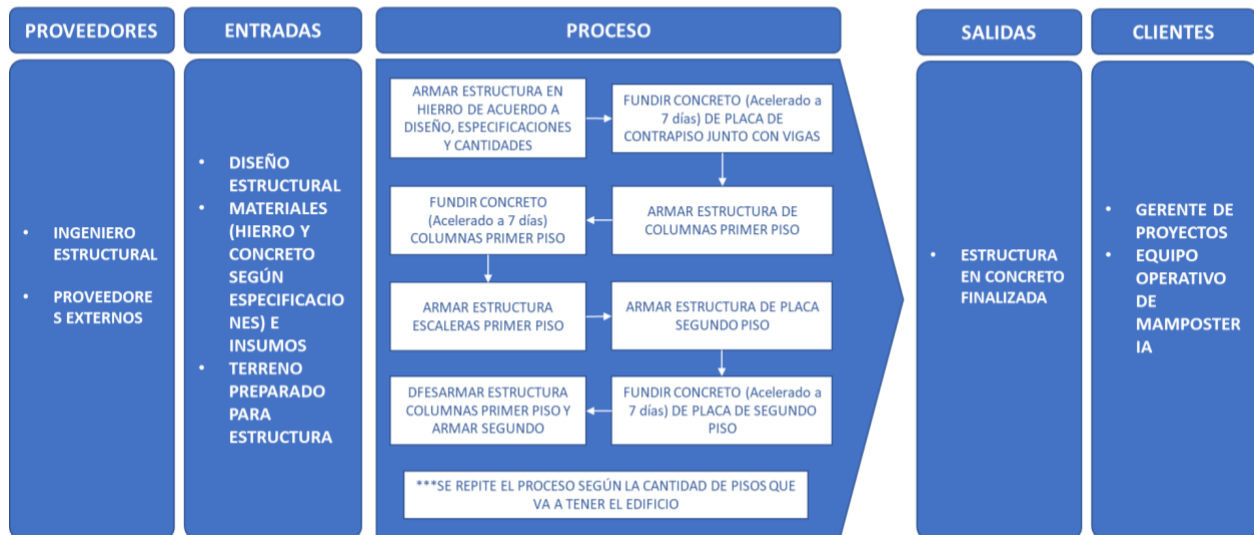 PROVEEDORES
ENTRADAS
PROCESO
SALIDAS
CLIENTES
• INGENIERO
ESTRUCTURAL
• PROVEEDORE
S EXTERNOS
• DISEÑO
ESTRUCTURAL
• MATERIALES
(HIERRO Y
CONCRETO
SEGÚN
ESPECIFICACIO
NES) E
INSUMOS
• TERRENO
PREPARADO
PARA
ESTRUCTURA
ARMAR ESTRUCTURA EN
HIERRO DE ACUERDO A
DISEÑO, ESPECIFICACIONES
Y CANTIDADES
FUNDIR CONCRETO (Acelerado a
7 días) DE PLACA DE
CONTRAPISO JUNTO CON VIGAS
ARMAR ESTRUCTURA DE
COLUMNAS PRIMER PISO
FUNDIR CONCRETO
(Acelerado a 7 días)
COLUMNAS PRIMER PISO
ARMAR ESTRUCTURA
ESCALERAS PRIMER PISO
ARMAR ESTRUCTURA DE PLACA
SEGUNDO PISO
FUNDIR CONCRETO (Acelerado a
7 días) DE PLACA DE SEGUNDO
PISO
DFESARMAR ESTRUCTURA
COLUMNAS PRIMER PISO Y
ARMAR SEGUNDO
***SE REPITE EL PROCESO SEGÚN LA CANTIDAD DE PISOS QUE
VA A TENER EL EDIFICIO
• ESTRUCTURA
EN CONCRETO
FINALIZADA
• GERENTE DE
PROYECTOS
• EQUIPO
OPERATIVO
DE
MAMPOSTER
IA